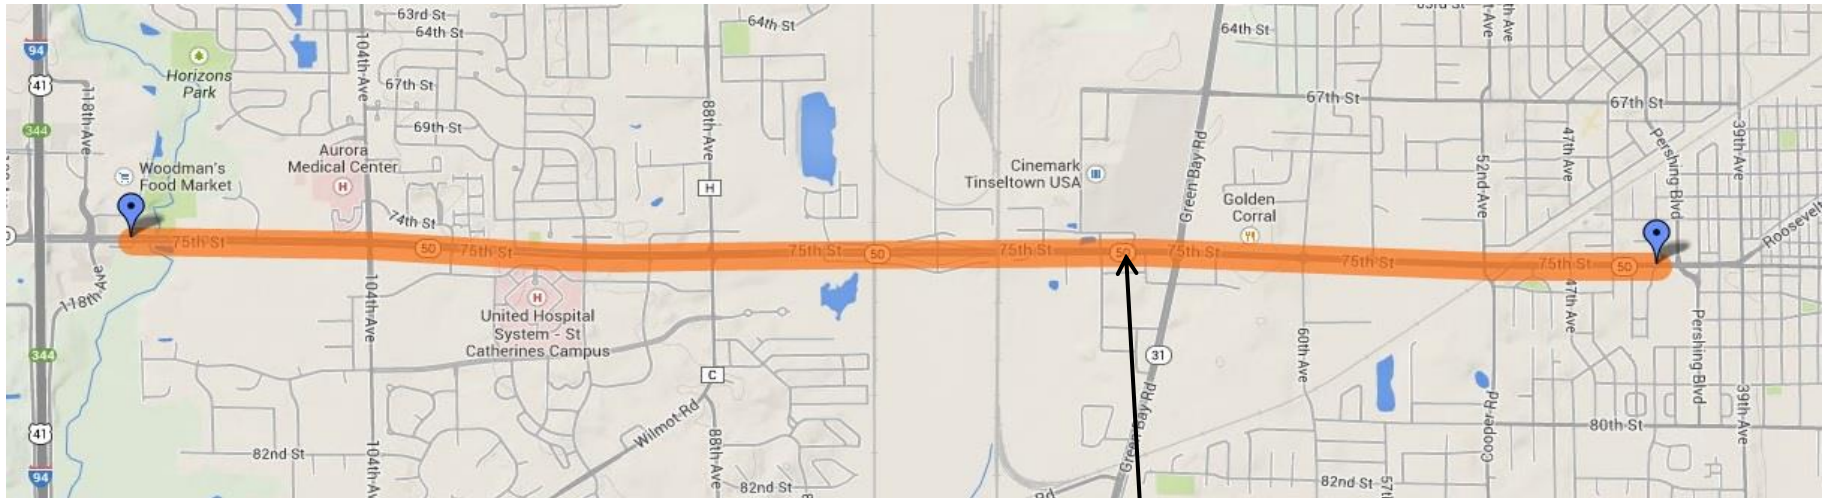 63rd St
64th St
64th St
64th St
94
41
Horizons
Park
118th Ave
104th Ave
67th St
69th St
344
88th Ave
67th St
67th St
39th Ave
47th Ave
Pershing Blvd
52nd Ave
Green Bay Rd
Aurora
Medical Center
H
Woodman's
Food Market
H
Cinemark
Tinseltown USA
Golden
Corral
74th St
Roosevelt
75th St
50
75th St
75th St
50
75th St
50
75th St
75th St
75th St
50
118th Ave
104th Ave
H
United Hospital
System - St
Catherines Campus
47th Ave
60th Ave
Pershing Blvd
344
31
C
Green Bay Rd
Cooper Rd
39th Ave
Wilmot Rd
88th Ave
80th St
41
82nd St
104th Av
94
82nd St
Rd
82nd St
57t